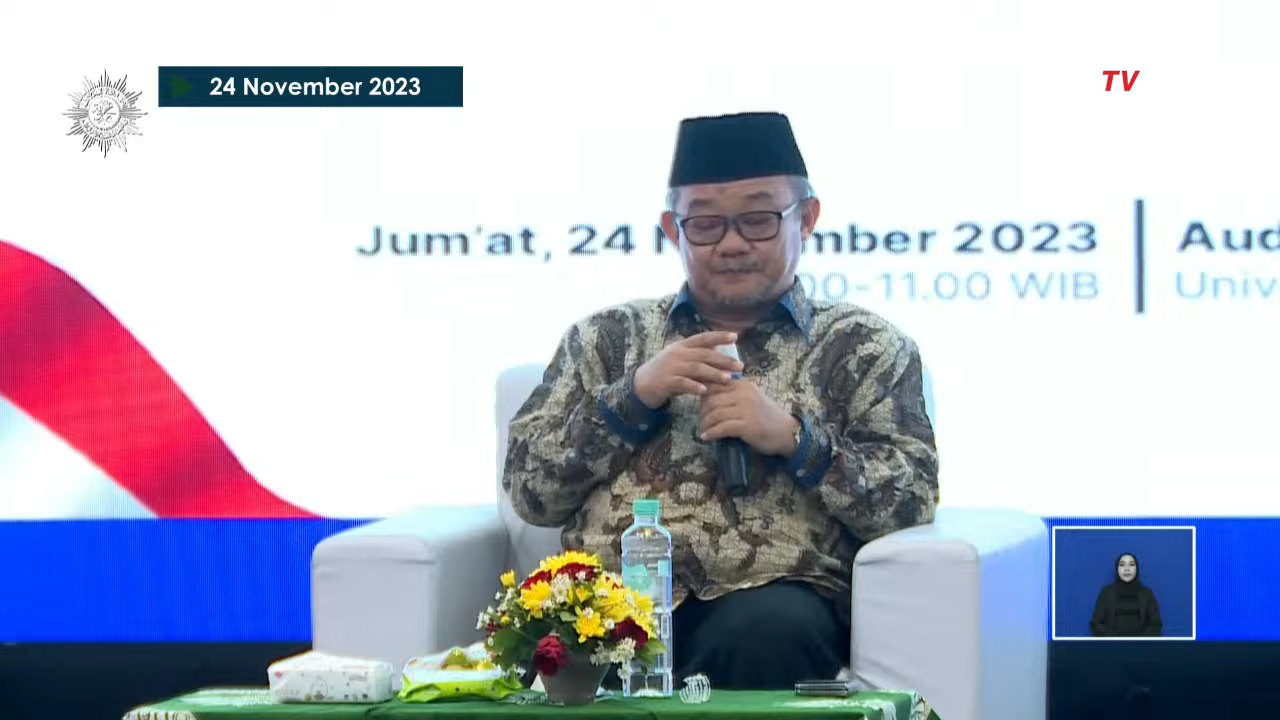 24 November 2023
TV
Jum'at, 24 mber 2023
00-11.00 WIB
Aud
Univ